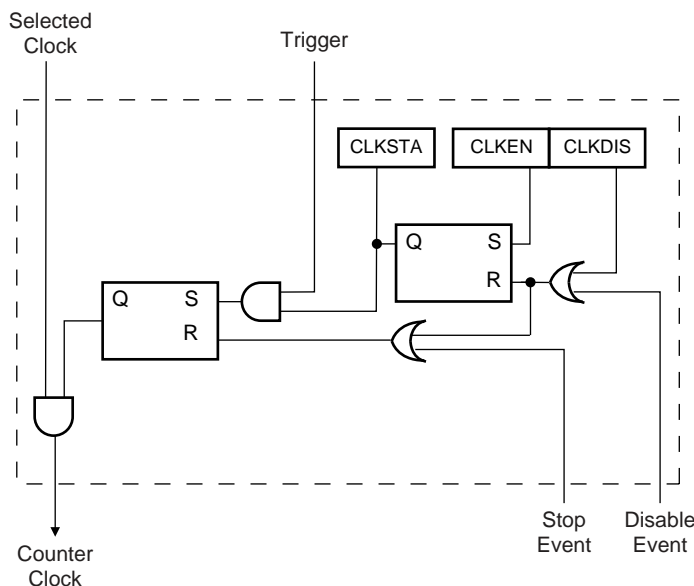 Selected
Clock
Trigger
CLKSTA
CLKEN
CLKDIS
Q
S
R
Q
S
R
Stop
Event
Disable
Event
Counter
Clock